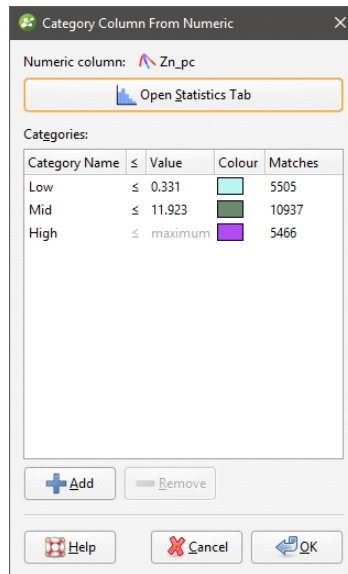 Category Column From Numeric
Numeric column: Zn_pc
Open Statistics Tab
Categories:
Category Name ≤ Value Colour Matches
Low ≤ 0.331 5505
Mid ≤ 11.923 10937
High ≤ maximum 5466
Add Remove
Help Cancel OK